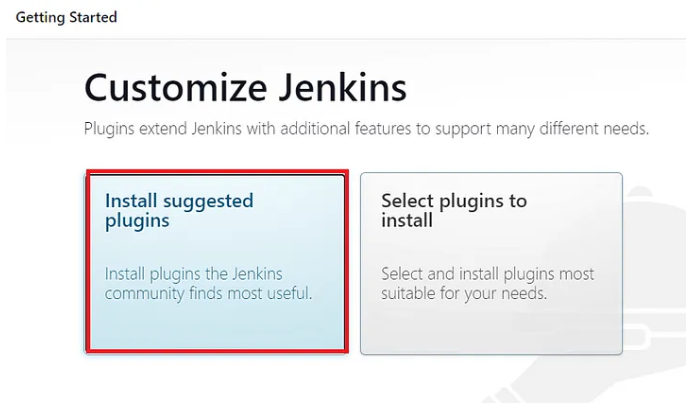 Getting Started
Customize Jenkins
Plugins extend Jenkins with additional features to support many different needs.
Install suggested
plugins
Install plugins the Jenkins
community finds most useful.
Select plugins to
install
Select and install plugins most
suitable for your needs.